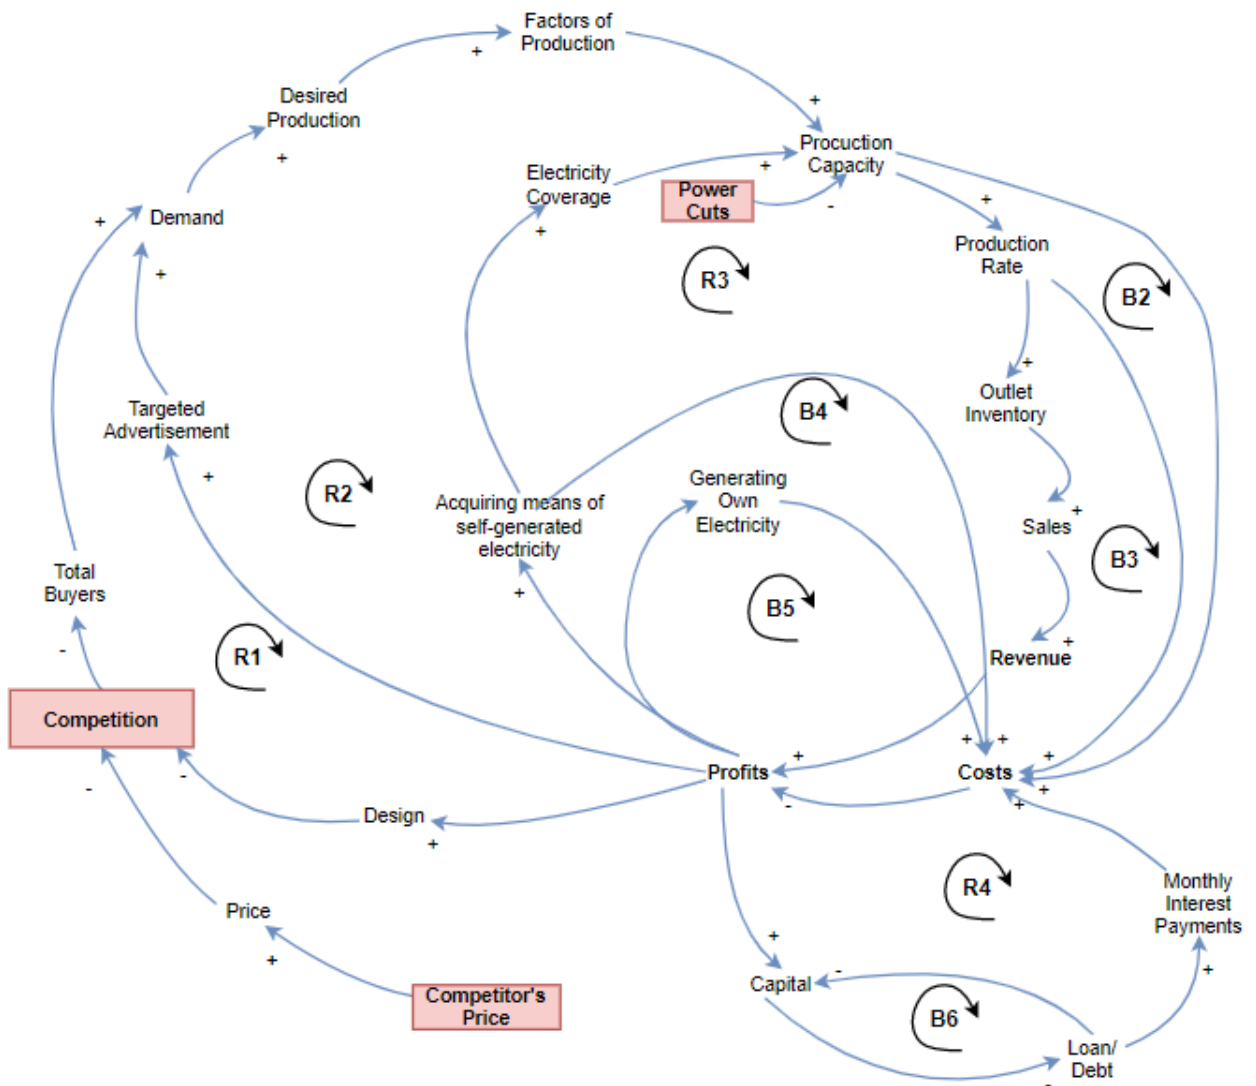 Factors of
Production
+
+
Desired
Production
+
Procuction
Capacity
Electricity
Coverage
+
Power
Cuts
-
+
Demand
+
+
+
Production
Rate
+
R3
B2
+
Outlet
Inventory
Targeted
Advertisement
B4
+
R2
Generating
Own
Electricity
Acquiring means of
self-generated
electricity
+
Sales
B3
Total
Buyers
+
B5
+
-
R1
Revenue
Competition
+
+
+
+
Profits
Costs
-
+
-
-
+
Design
+
R4
Monthly
Interest
Payments
Price
+
+
-
+
Capital
Competitor's
Price
B6
Loan/
Debt
-